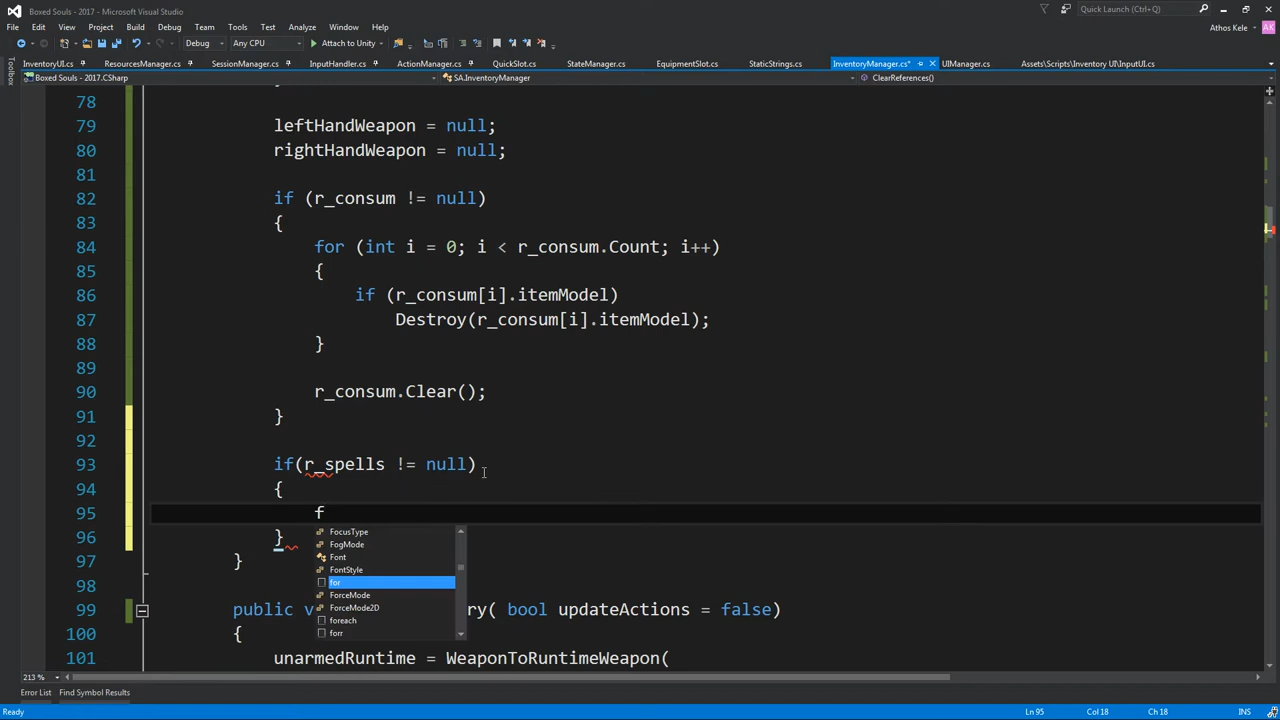 Boxed Souls - 2017 - Microsoft Visual Studio
Quick Launch (Ctrl+Q)
File Edit View Project Build Debug Team Tools Test Analyze Window Help
Athos Kele AK
Debug Any CPU Attach to Unity
InventoryUI.cs ResourcesManager.cs SessionManager.cs InputHandler.cs ActionManager.cs QuickSlot.cs StateManager.cs EquipmentSlot.cs StaticStrings.cs InventoryManager.cs* UIManager.cs Assets\Scripts\Inventory UI\InputUI.cs
Toolbox
Boxed Souls - 2017.CSharp SA.InventoryManager ClearReferences()
78
79 leftHandWeapon = null;
80 rightHandWeapon = null;
81
82 if (r_consum != null)
83 {
84 for (int i = 0; i < r_consum.Count; i++)
85 {
86 if (r_consum[i].itemModel)
87 Destroy(r_consum[i].itemModel);
88 }
89
90 r_consum.Clear();
91 }
92
93 if(r_spells != null)
94 {
95 f
FocusType
96 }
FogMode
Font
97 }
FontStyle
98
for
ForceMode
99 public v
ry( bool updateActions = false)
ForceMode2D
foreach
100 {
forr
101 unarmedRuntime = WeaponToRuntimeWeapon(
213 %
Error List Find Symbol Results
Ready Ln 95 Col 18 Ch 18 INS